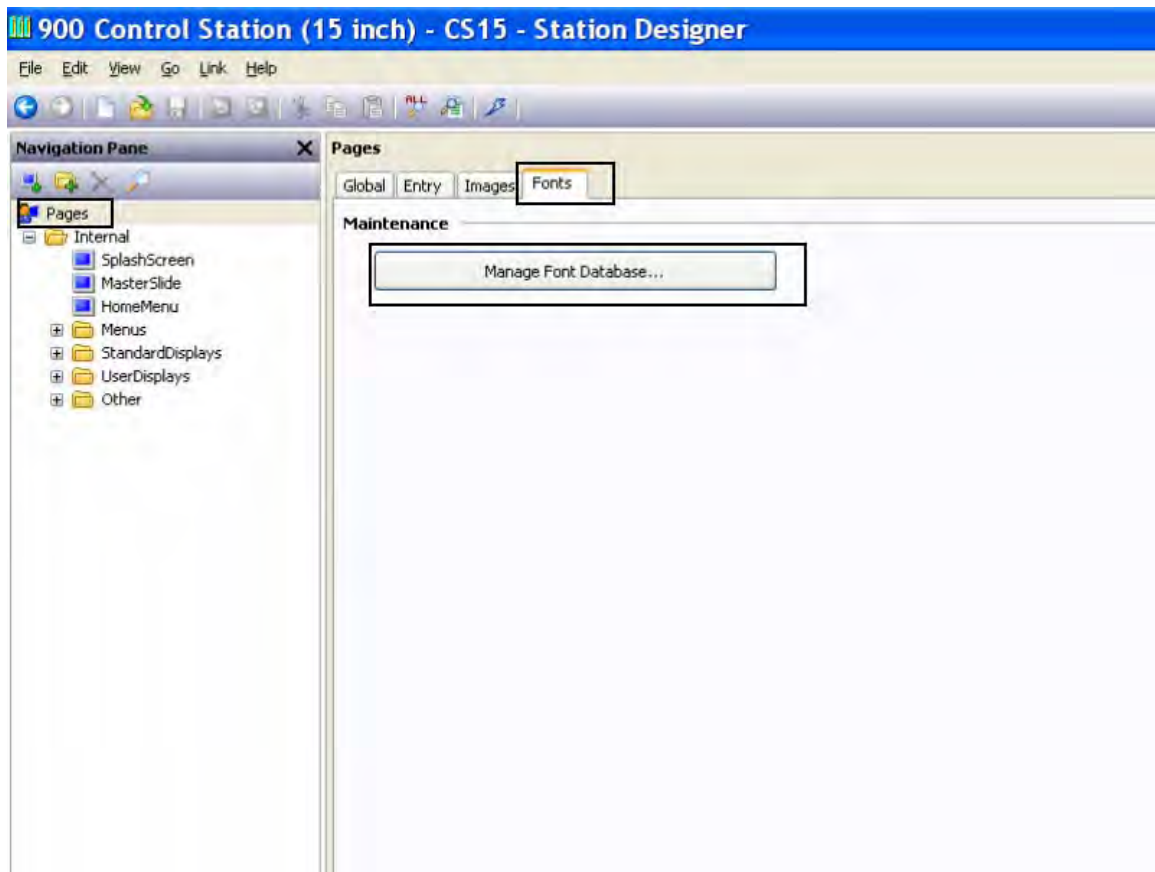 900 Control Station (15 inch) - CS15 - Station Designer
File Edit View Go Link Help
ALL
Navigation Pane
Pages
Internal
SplashScreen
MasterSlide
HomeMenu
Menus
StandardDisplays
UserDisplays
Other
Pages
Global Entry Images Fonts
Maintenance
Manage Font Database...